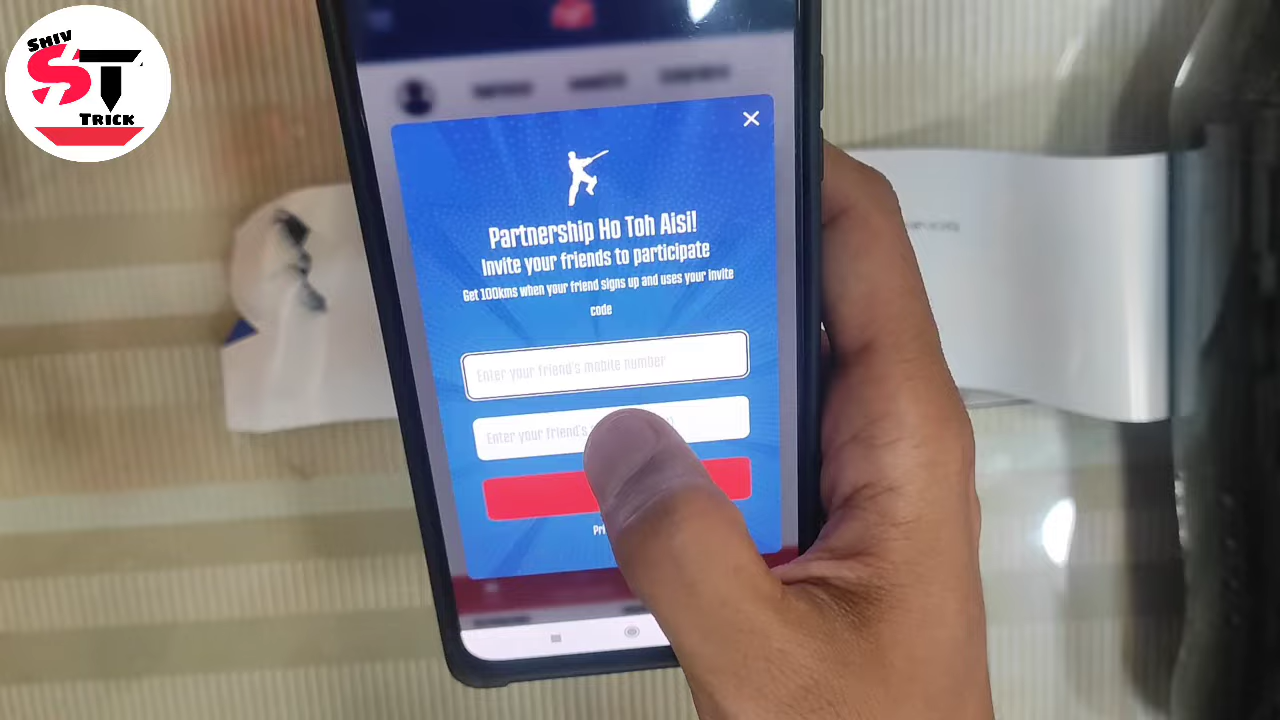 SHIV
ST
TRICK
Partnership Ho Toh Aisi!
Invite your friends to participate
Get 100kms when your friend signs up and uses your invite
code
Enter your friend's mobile number
Enter your friend's